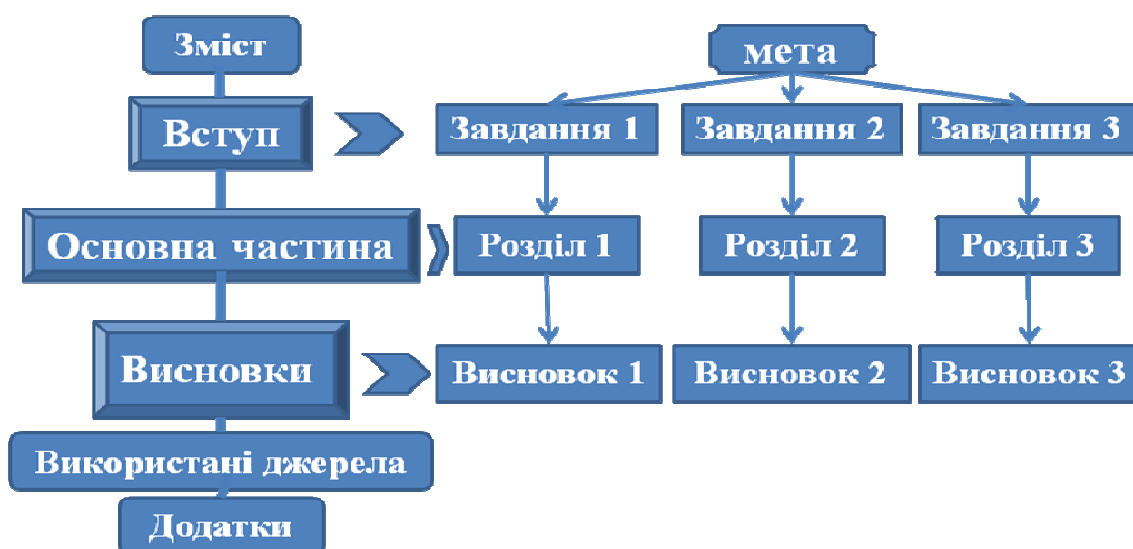 Зміст
мета
Вступ
Завдання 1
Завдання 2
Завдання 3
Основна частина
Розділ 1
Розділ 2
Розділ 3
Висновки
Висновок 1
Висновок 2
Висновок 3
Використані джерела
Додатки